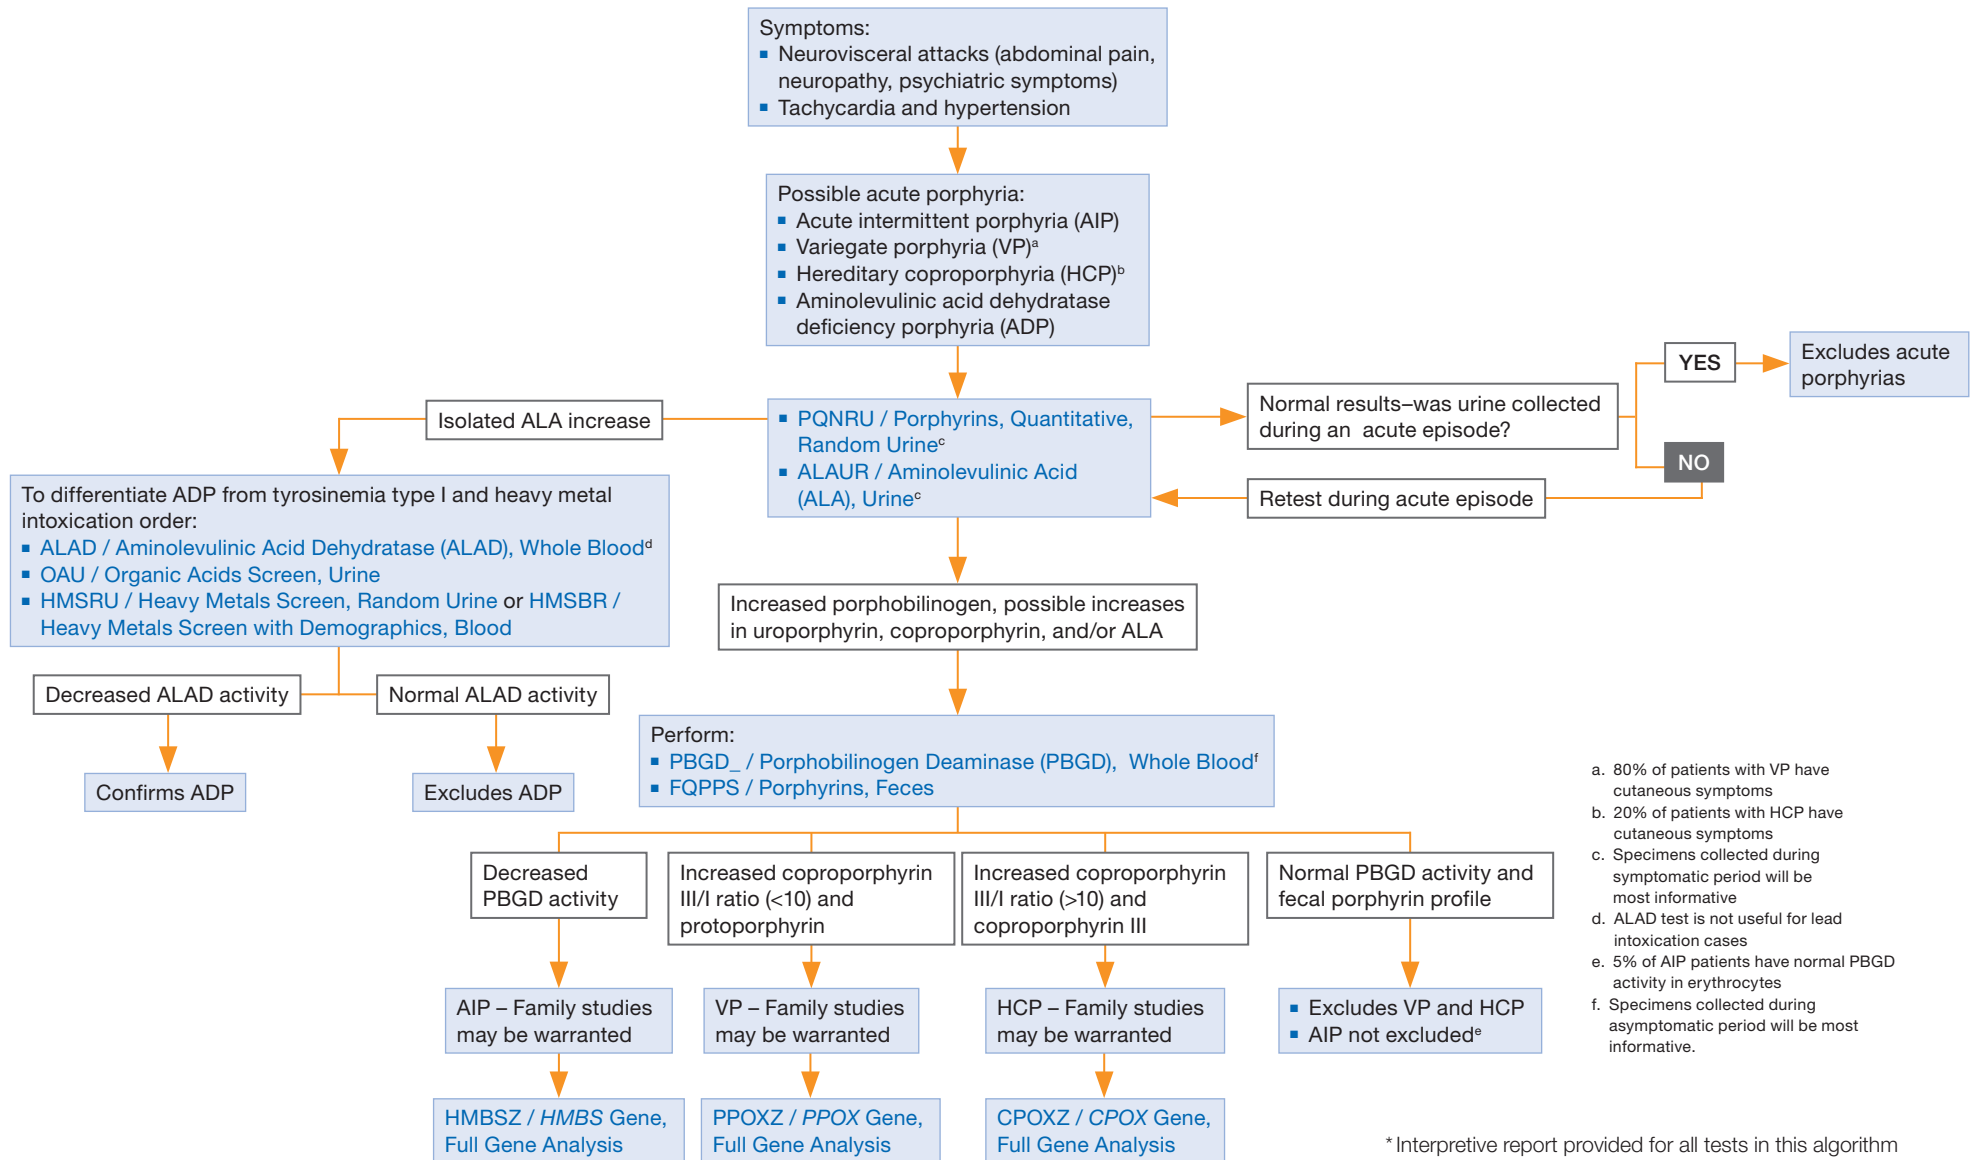 Symptoms:
▪ Neurovisceral attacks (abdominal pain,
neuropathy, psychiatric symptoms)
▪ Tachycardia and hypertension
Possible acute porphyria:
▪ Acute intermittent porphyria (AIP)
▪ Variegate porphyria (VP)a
▪ Hereditary coproporphyria (HCP)b
▪ Aminolevulinic acid dehydratase
deficiency porphyria (ADP)
YES
Excludes acute
porphyrias
Isolated ALA increase
▪ PQNRU / Porphyrins, Quantitative,
Random Urinec
▪ ALAUR / Aminolevulinic Acid
(ALA), Urinec
Normal results–was urine collected
during an acute episode?
NO
Retest during acute episode
To differentiate ADP from tyrosinemia type I and heavy metal
intoxication order:
▪ ALAD / Aminolevulinic Acid Dehydratase (ALAD), Whole Bloodd
▪ OAU / Organic Acids Screen, Urine
▪ HMSRU / Heavy Metals Screen, Random Urine or HMSBR /
Heavy Metals Screen with Demographics, Blood
Increased porphobilinogen, possible increases
in uroporphyrin, coproporphyrin, and/or ALA
Decreased ALAD activity
Normal ALAD activity
Confirms ADP
Excludes ADP
Perform:
▪ PBGD_ / Porphobilinogen Deaminase (PBGD), Whole Bloodf
▪ FQPPS / Porphyrins, Feces
Decreased
PBGD activity
Increased coproporphyrin
III/I ratio (<10) and
protoporphyrin
Increased coproporphyrin
III/I ratio (>10) and
coproporphyrin III
Normal PBGD activity and
fecal porphyrin profile
AIP – Family studies
may be warranted
VP – Family studies
may be warranted
HCP – Family studies
may be warranted
▪ Excludes VP and HCP
▪ AIP not excludede
HMBSZ / HMBS Gene,
Full Gene Analysis
PPOXZ / PPOX Gene,
Full Gene Analysis
CPOXZ / CPOX Gene,
Full Gene Analysis
a. 80% of patients with VP have
cutaneous symptoms
b. 20% of patients with HCP have
cutaneous symptoms
c. Specimens collected during
symptomatic period will be
most informative
d. ALAD test is not useful for lead
intoxication cases
e. 5% of AIP patients have normal PBGD
activity in erythrocytes
f. Specimens collected during
asymptomatic period will be most
informative.
* Interpretive report provided for all tests in this algorithm